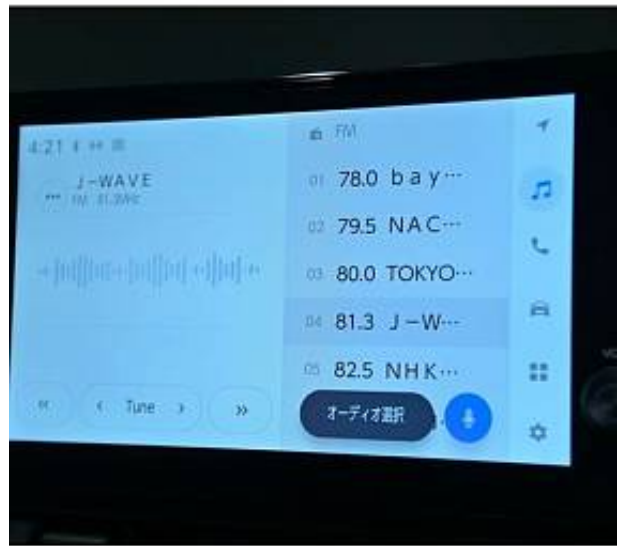 4:21
J-WAVE
FM 81.3MHz
Tune
FM
01 78.0 bay…
02 79.5 NAC…
03 80.0 TOKYO…
04 81.3 J-W…
05 82.5 NHK…
オーディオ選択